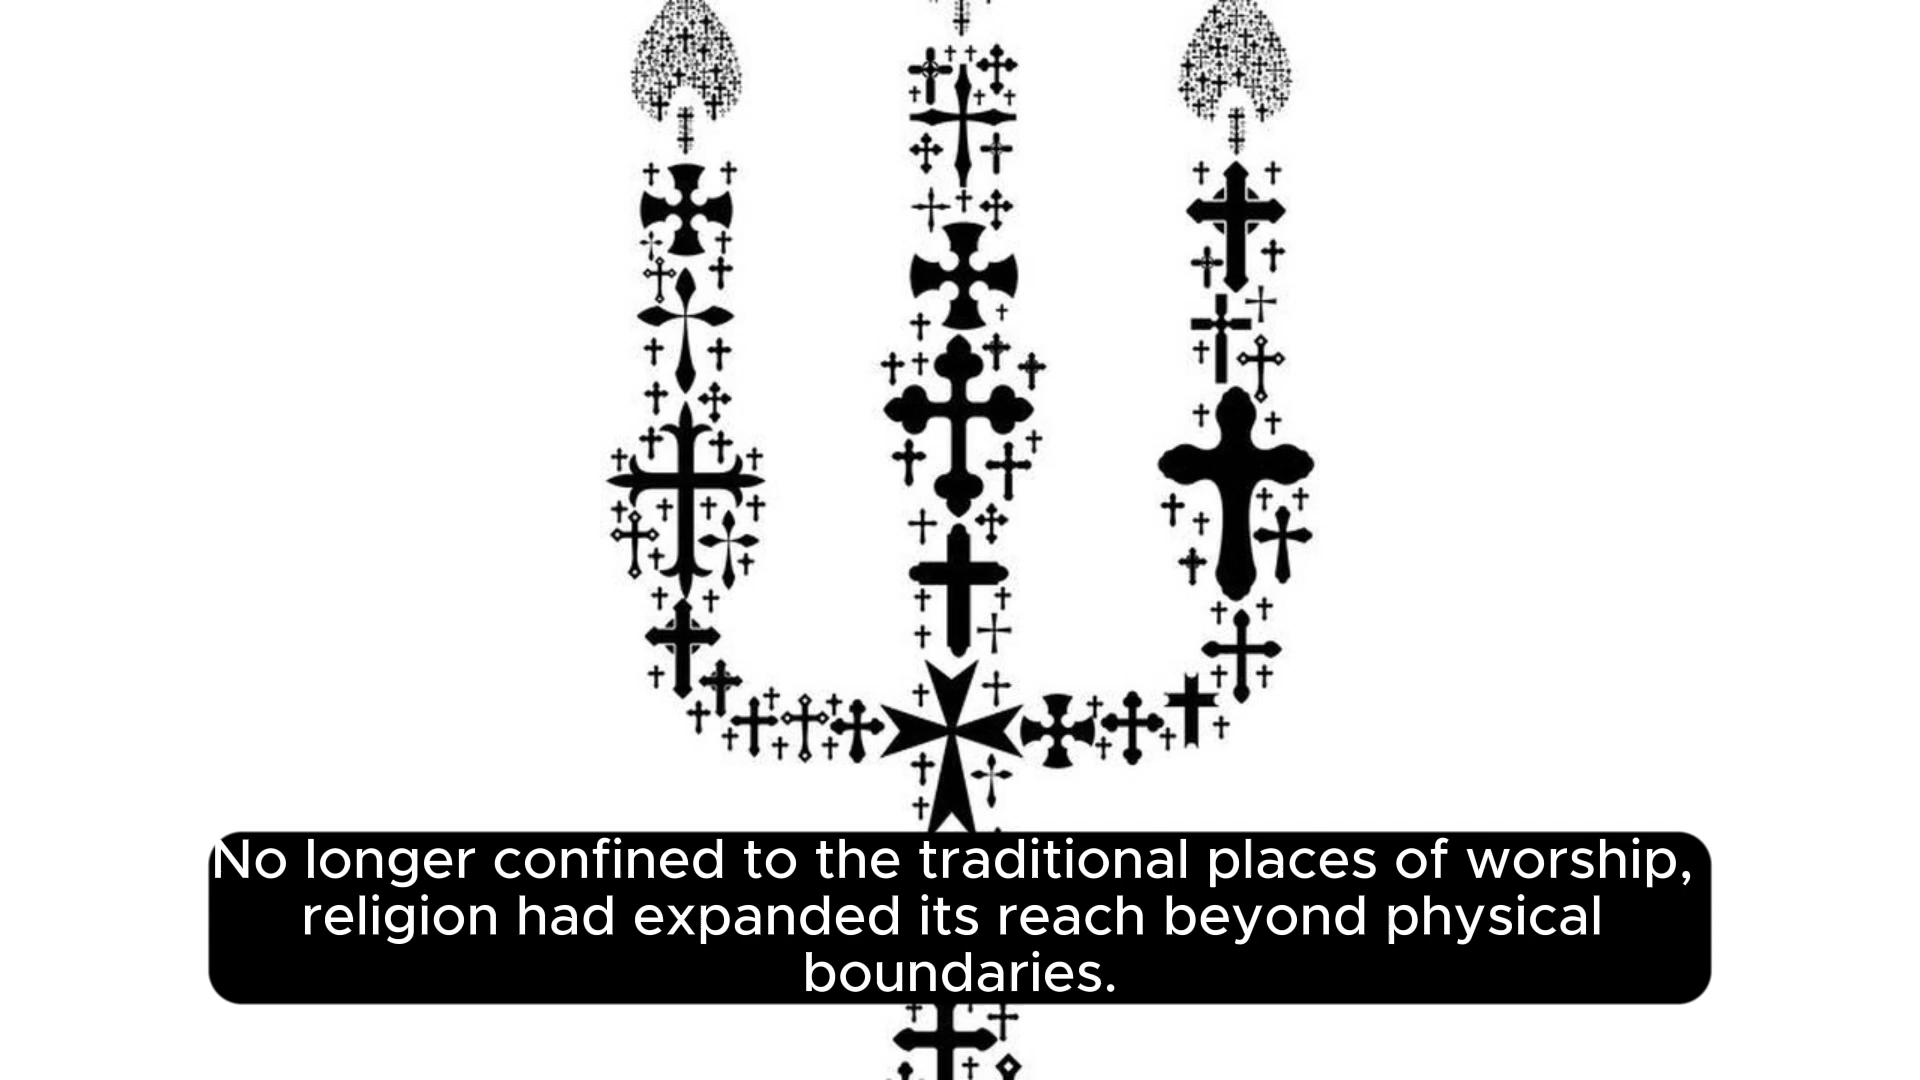 No longer confined to the traditional places of worship,
religion had expanded its reach beyond physical
boundaries.